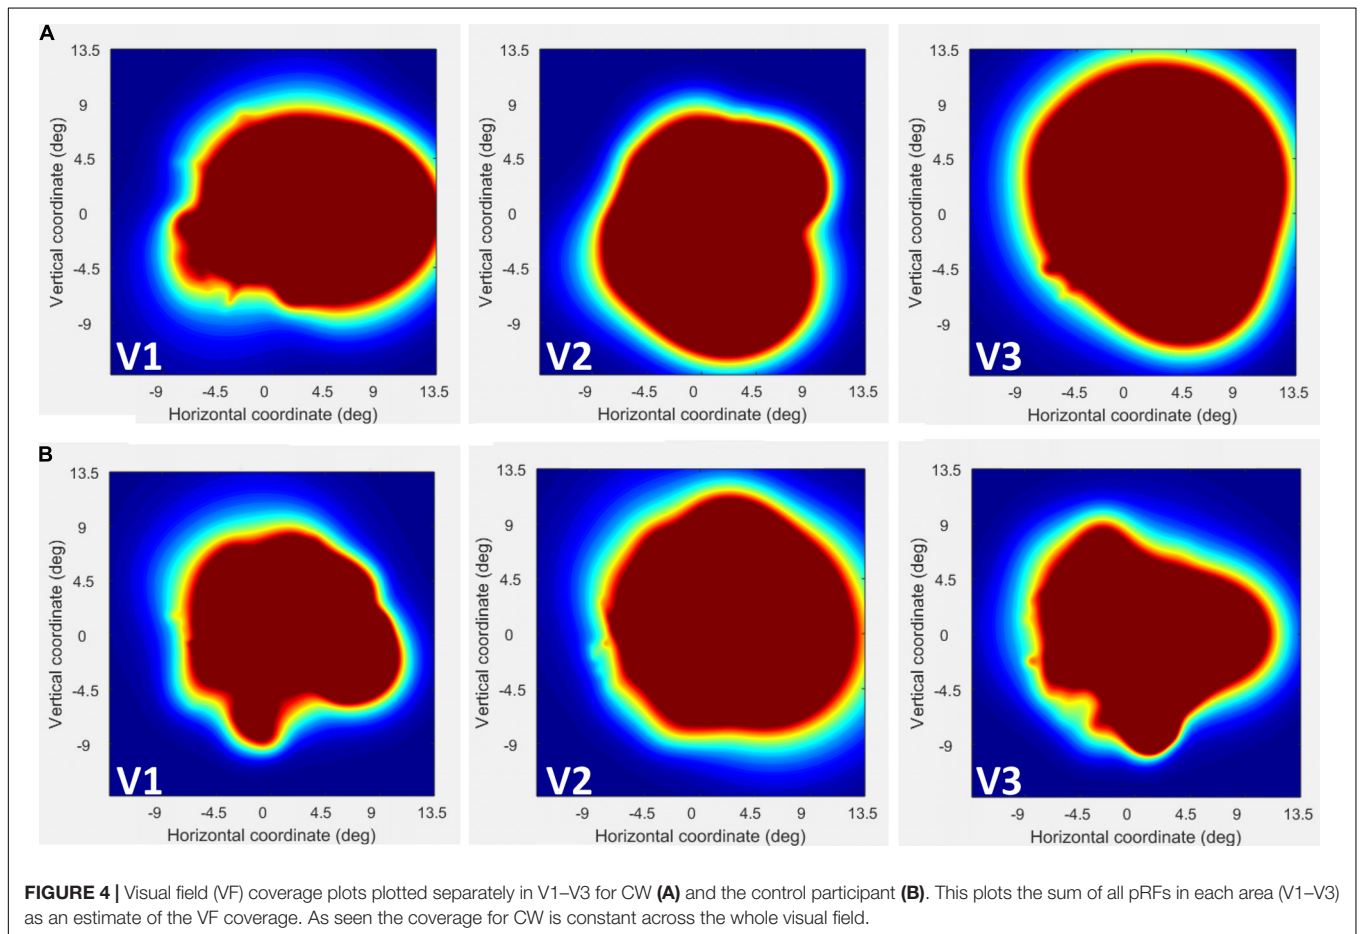 A
13.5
9
4.5
0
-4.5
-9
Vertical coordinate (deg)
V1
-9 -4.5 0 4.5 9 13.5
Horizontal coordinate (deg)
13.5
9
4.5
0
-4.5
-9
Vertical coordinate (deg)
V2
-9 -4.5 0 4.5 9 13.5
Horizontal coordinate (deg)
13.5
9
4.5
0
-4.5
-9
Vertical coordinate (deg)
V3
-9 -4.5 0 4.5 9 13.5
Horizontal coordinate (deg)
B
13.5
9
4.5
0
-4.5
-9
Vertical coordinate (deg)
V1
-9 -4.5 0 4.5 9 13.5
Horizontal coordinate (deg)
13.5
9
4.5
0
-4.5
-9
Vertical coordinate (deg)
V2
-9 -4.5 0 4.5 9 13.5
Horizontal coordinate (deg)
13.5
9
4.5
0
-4.5
-9
Vertical coordinate (deg)
V3
-9 -4.5 0 4.5 9 13.5
Horizontal coordinate (deg)
FIGURE 4 | Visual field (VF) coverage plots plotted separately in V1–V3 for CW (A) and the control participant (B). This plots the sum of all pRFs in each area (V1–V3)
as an estimate of the VF coverage. As seen the coverage for CW is constant across the whole visual field.